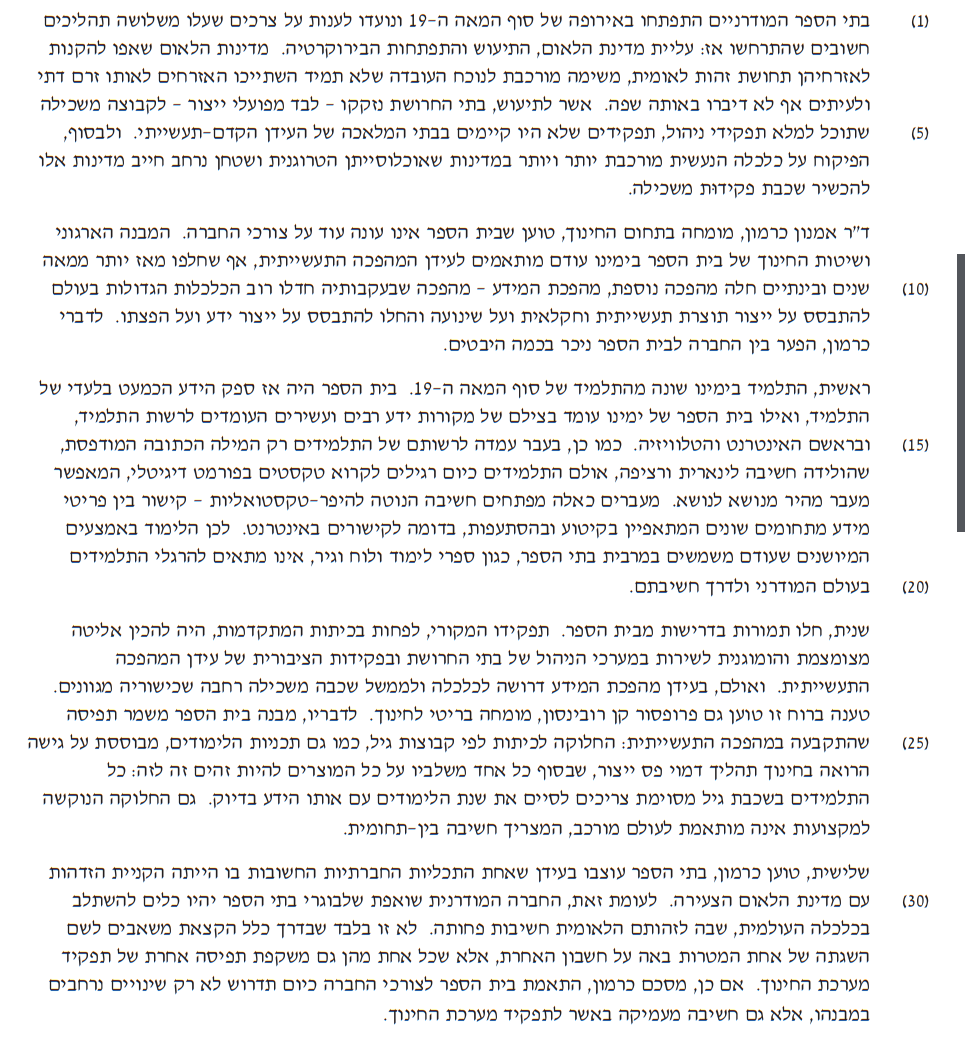 (1) בתי הספר המודרניים התפתחו באירופה של סוף המאה ה-19 ונועדו לענות על צרכים שעלו משלושה תהליכים
חשובים שהתרחשו אז: עליית מדינת הלאום, התיעוש והתפתחות הבירוקרטיה. מדינות הלאום שאפו להקנות
לאזרחיהן תחושת זהות לאומית, משימה מורכבת לנוכח העובדה שלא תמיד השתייכו האזרחים לאותו זרם דתי
ולעיתים אף לא דיברו באותה שפה. אשר לתיעוש, בתי החרושת נזקקו - לבד מפועלי ייצור - לקבוצה משכילה
(5) שתוכל למלא תפקידי ניהול, תפקידים שלא היו קיימים בבתי המלאכה של העידן הקדם-תעשייתי. ולבסוף,
הפיקוח על כלכלה הנעשית מורכבת יותר ויותר במדינות שאוכלוסייתן הטרוגנית ושטחן נרחב חייב מדינות אלו
להכשיר שכבת פקידוּת משכילה.
ד"ר אמנון כרמון, מומחה בתחום החינוך, טוען שבית הספר אינו עונה עוד על צורכי החברה. המבנה הארגוני
ושיטות החינוך של בית הספר בימינו עודם מותאמים לעידן המהפכה התעשייתית, אף שחלפו מאז יותר ממאה
(10) שנים ובינתיים חלה מהפכה נוספת, מהפכת המידע - מהפכה שבעקבותיה חדלו רוב הכלכלות הגדולות בעולם
להתבסס על ייצור תוצרת תעשייתית וחקלאית ועל שינועה והחלו להתבסס על ייצור ידע ועל הפצתו. לדברי
כרמון, הפער בין החברה לבית הספר ניכר בכמה היבטים.
ראשית, התלמיד בימינו שונה מהתלמיד של סוף המאה ה-19. בית הספר היה אז ספק הידע הכמעט בלעדי של
התלמיד, ואילו בית הספר של ימינו עומד בצילם של מקורות ידע רבים ועשירים העומדים לרשות התלמיד,
(15) ובראשם האינטרנט והטלוויזיה. כמו כן, בעבר עמדה לרשותם של התלמידים רק המילה הכתובה המודפסת,
שהולידה חשיבה לינארית ורציפה, אולם התלמידים כיום רגילים לקרוא טקסטים בפורמט דיגיטלי, המאפשר
מעבר מהיר מנושא לנושא. מעברים כאלה מפתחים חשיבה הנוטה להיפר-טקסטואליות - קישור בין פריטי
מידע מתחומים שונים המתאפיין בקיטוע ובהסתעפות, בדומה לקישורים באינטרנט. לכן הלימוד באמצעים
המיושנים שעודם משמשים במרבית בתי הספר, כגון ספרי לימוד ולוח וגיר, אינו מתאים להרגלי התלמידים
(20) בעולם המודרני ולדרך חשיבתם.
שנית, חלו תמורות בדרישות מבית הספר. תפקידו המקורי, לפחות בכיתות המתקדמות, היה להכין אליטה
מצומצמת והומוגנית לשירות במערכי הניהול של בתי החרושת ובפקידות הציבורית של עידן המהפכה
התעשייתית. ואולם, בעידן מהפכת המידע דרושה לכלכלה ולממשל שכבה משכילה רחבה שכישוריה מגוונים.
טענה ברוח זו טוען גם פרופסור קן רובינסון, מומחה בריטי לחינוך. לדבריו, מבנה בית הספר משמר תפיסה
(25) שהתקבעה במהפכה התעשייתית: החלוקה לכיתות לפי קבוצות גיל, כמו גם תכניות הלימודים, מבוססת על גישה
הרואה בחינוך תהליך דמוי פס ייצור, שבסוף כל אחד משלביו על כל המוצרים להיות זהים זה לזה: כל
התלמידים בשכבת גיל מסוימת צריכים לסיים את שנת הלימודים עם אותו הידע בדיוק. גם החלוקה הנוקשה
למקצועות אינה מותאמת לעולם מורכב, המצריך חשיבה בין-תחומית.
שלישית, טוען כרמון, בתי הספר עוצבו בעידן שאחת התכליות החברתיות החשובות בו הייתה הקניית הזדהות
(30) עם מדינת הלאום הצעירה. לעומת זאת, החברה המודרנית שואפת שלבוגרי בתי הספר יהיו כלים להשתלב
בכלכלה העולמית, שבה לזהותם הלאומית חשיבות פחותה. לא זו בלבד שבדרך כלל הקצאת משאבים לשם
השגתה של אחת המטרות באה על חשבון האחרת, אלא שכל אחת מהן גם משקפת תפיסה אחרת של תפקיד
מערכת החינוך. אם כן, מסכם כרמון, התאמת בית הספר לצורכי החברה כיום תדרוש לא רק שינויים נרחבים
במבנהו, אלא גם חשיבה מעמיקה באשר לתפקיד מערכת החינוך.